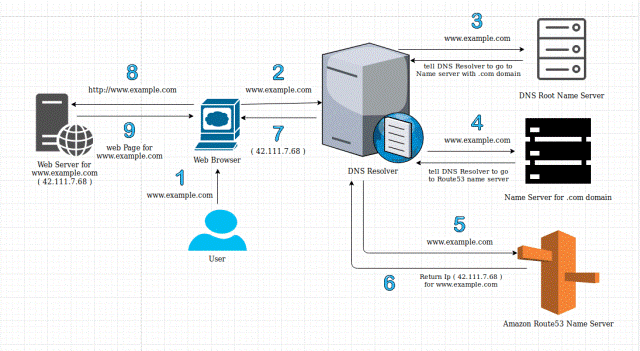 3
www.example.com
tell DNS Resolver to go to
Name server with .com domain
DNS Root Name Server
8
http://www.example.com
2
www.example.com
9
web Page for
www.example.com
7
( 42.111.7.68 )
Web Server for
www.example.com
( 42.111.7.68 )
Web Browser
DNS Resolver
4
www.example.com
tell DNS Resolver to go
to Route53 name server
Name Server for .com domain
1
www.example.com
User
5
www.example.com
6
Return Ip ( 42.111.7.68 )
for www.example.com
Amazon Route53 Name Server